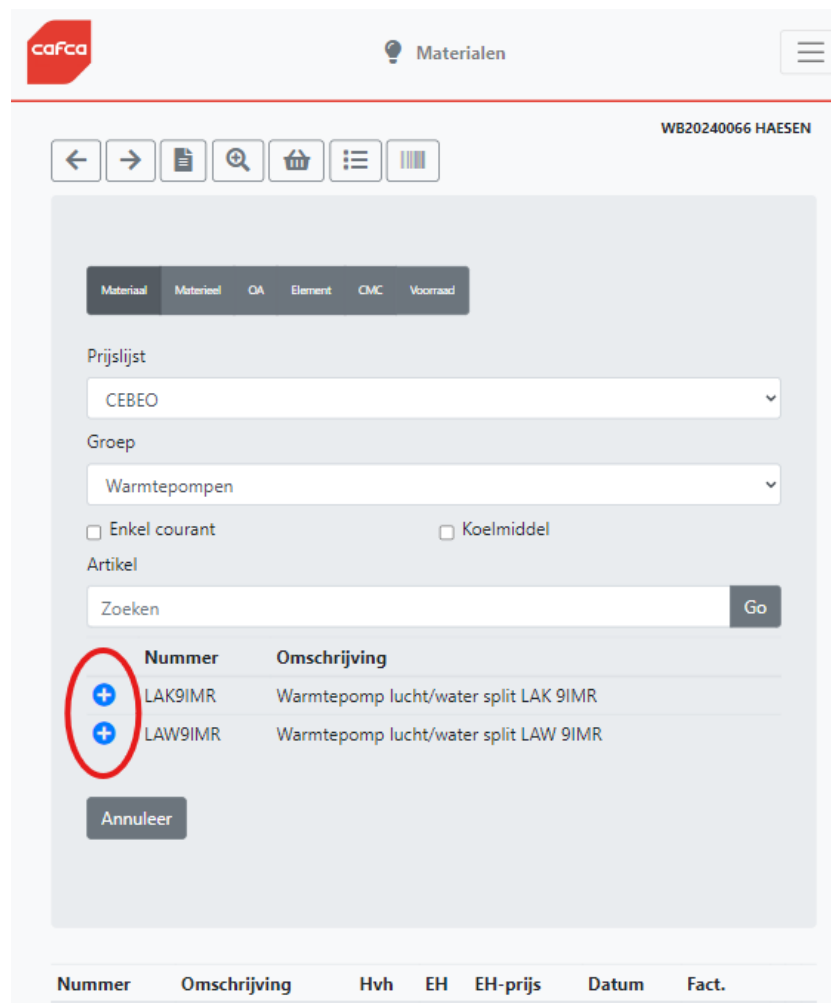 cafca
Materialen
WB20240066 HAESEN
Materiaal Materieel OA Element CMC Voorraad
Prijslijst
CEBEO
Groep
Warmtepompen
Enkel courant Koelmiddel
Artikel
Zoeken Go
Nummer Omschrijving
LAK9IMR Warmtepomp lucht/water split LAK 9IMR
LAW9IMR Warmtepomp lucht/water split LAW 9IMR
Annuleer
Nummer Omschrijving Hvh EH EH-prijs Datum Fact.